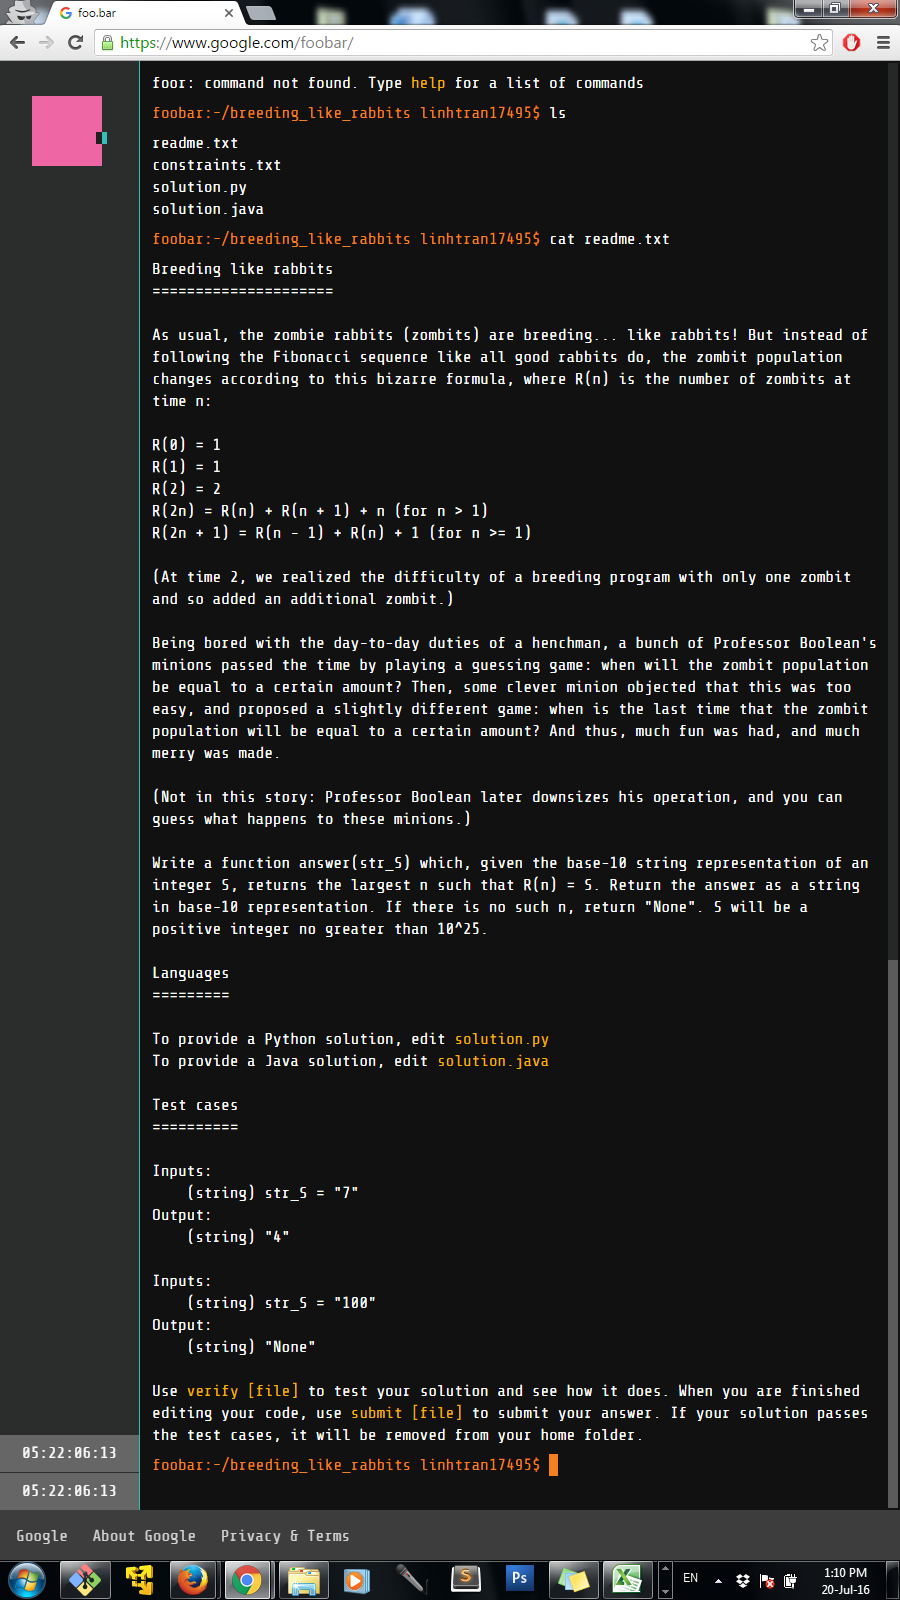 foo.bar
https://www.google.com/foobar/
foor: command not found. Type help for a list of commands
foobar:~/breeding_like_rabbits linhtran17495$ ls
readme.txt
constraints.txt
solution.py
solution.java
foobar:~/breeding_like_rabbits linhtran17495$ cat readme.txt
Breeding like rabbits
=====================
As usual, the zombie rabbits (zombits) are breeding... like rabbits! But instead of
following the Fibonacci sequence like all good rabbits do, the zombit population
changes according to this bizarre formula, where R(n) is the number of zombits at
time n:
R(0) = 1
R(1) = 1
R(2) = 2
R(2n) = R(n) + R(n + 1) + n (for n > 1)
R(2n + 1) = R(n - 1) + R(n) + 1 (for n >= 1)
(At time 2, we realized the difficulty of a breeding program with only one zombit
and so added an additional zombit.)
Being bored with the day-to-day duties of a henchman, a bunch of Professor Boolean's
minions passed the time by playing a guessing game: when will the zombit population
be equal to a certain amount? Then, some clever minion objected that this was too
easy, and proposed a slightly different game: when is the last time that the zombit
population will be equal to a certain amount? And thus, much fun was had, and much
merry was made.
(Not in this story: Professor Boolean later downsizes his operation, and you can
guess what happens to these minions.)
Write a function answer(str_S) which, given the base-10 string representation of an
integer S, returns the largest n such that R(n) = S. Return the answer as a string
in base-10 representation. If there is no such n, return "None". S will be a
positive integer no greater than 10^25.
Languages
=========
To provide a Python solution, edit solution.py
To provide a Java solution, edit solution.java
Test cases
==========
Inputs:
(string) str_S = "7"
Output:
(string) "4"
Inputs:
(string) str_S = "100"
Output:
(string) "None"
Use verify [file] to test your solution and see how it does. When you are finished
editing your code, use submit [file] to submit your answer. If your solution passes
the test cases, it will be removed from your home folder.
05:22:06:13
foobar:~/breeding_like_rabbits linhtran17495$
05:22:06:13
Google About Google Privacy & Terms
S Ps EN 1:10 PM
20-Jul-16